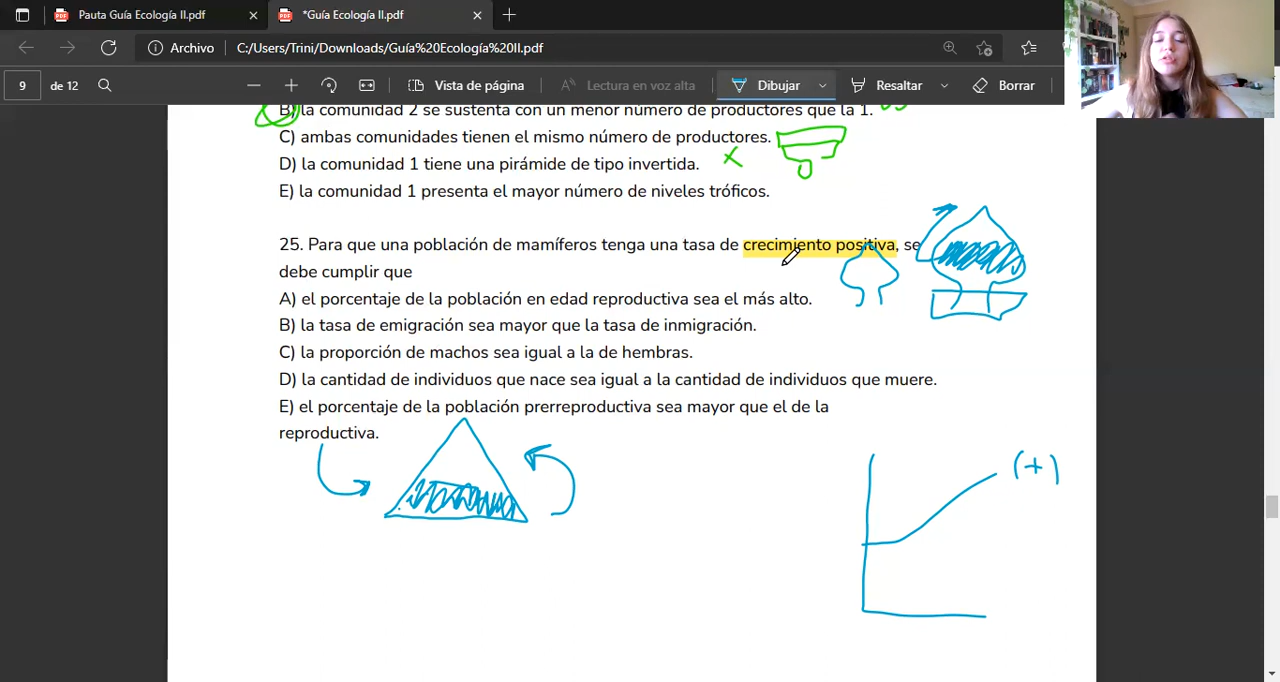 Pauta Guía Ecología II.pdf
*Guía Ecología II.pdf
Archivo C:/Users/Trini/Downloads/Guía%20Ecología%20II.pdf
9 de 12 Vista de página Lectura en voz alta Dibujar Resaltar Borrar
B) la comunidad 2 se sustenta con un menor número de productores que la 1.
C) ambas comunidades tienen el mismo número de productores.
D) la comunidad 1 tiene una pirámide de tipo invertida.
E) la comunidad 1 presenta el mayor número de niveles tróficos.
25. Para que una población de mamíferos tenga una tasa de crecimiento positiva, se
debe cumplir que
A) el porcentaje de la población en edad reproductiva sea el más alto.
B) la tasa de emigración sea mayor que la tasa de inmigración.
C) la proporción de machos sea igual a la de hembras.
D) la cantidad de individuos que nace sea igual a la cantidad de individuos que muere.
E) el porcentaje de la población prerreproductiva sea mayor que el de la
reproductiva.
(+)